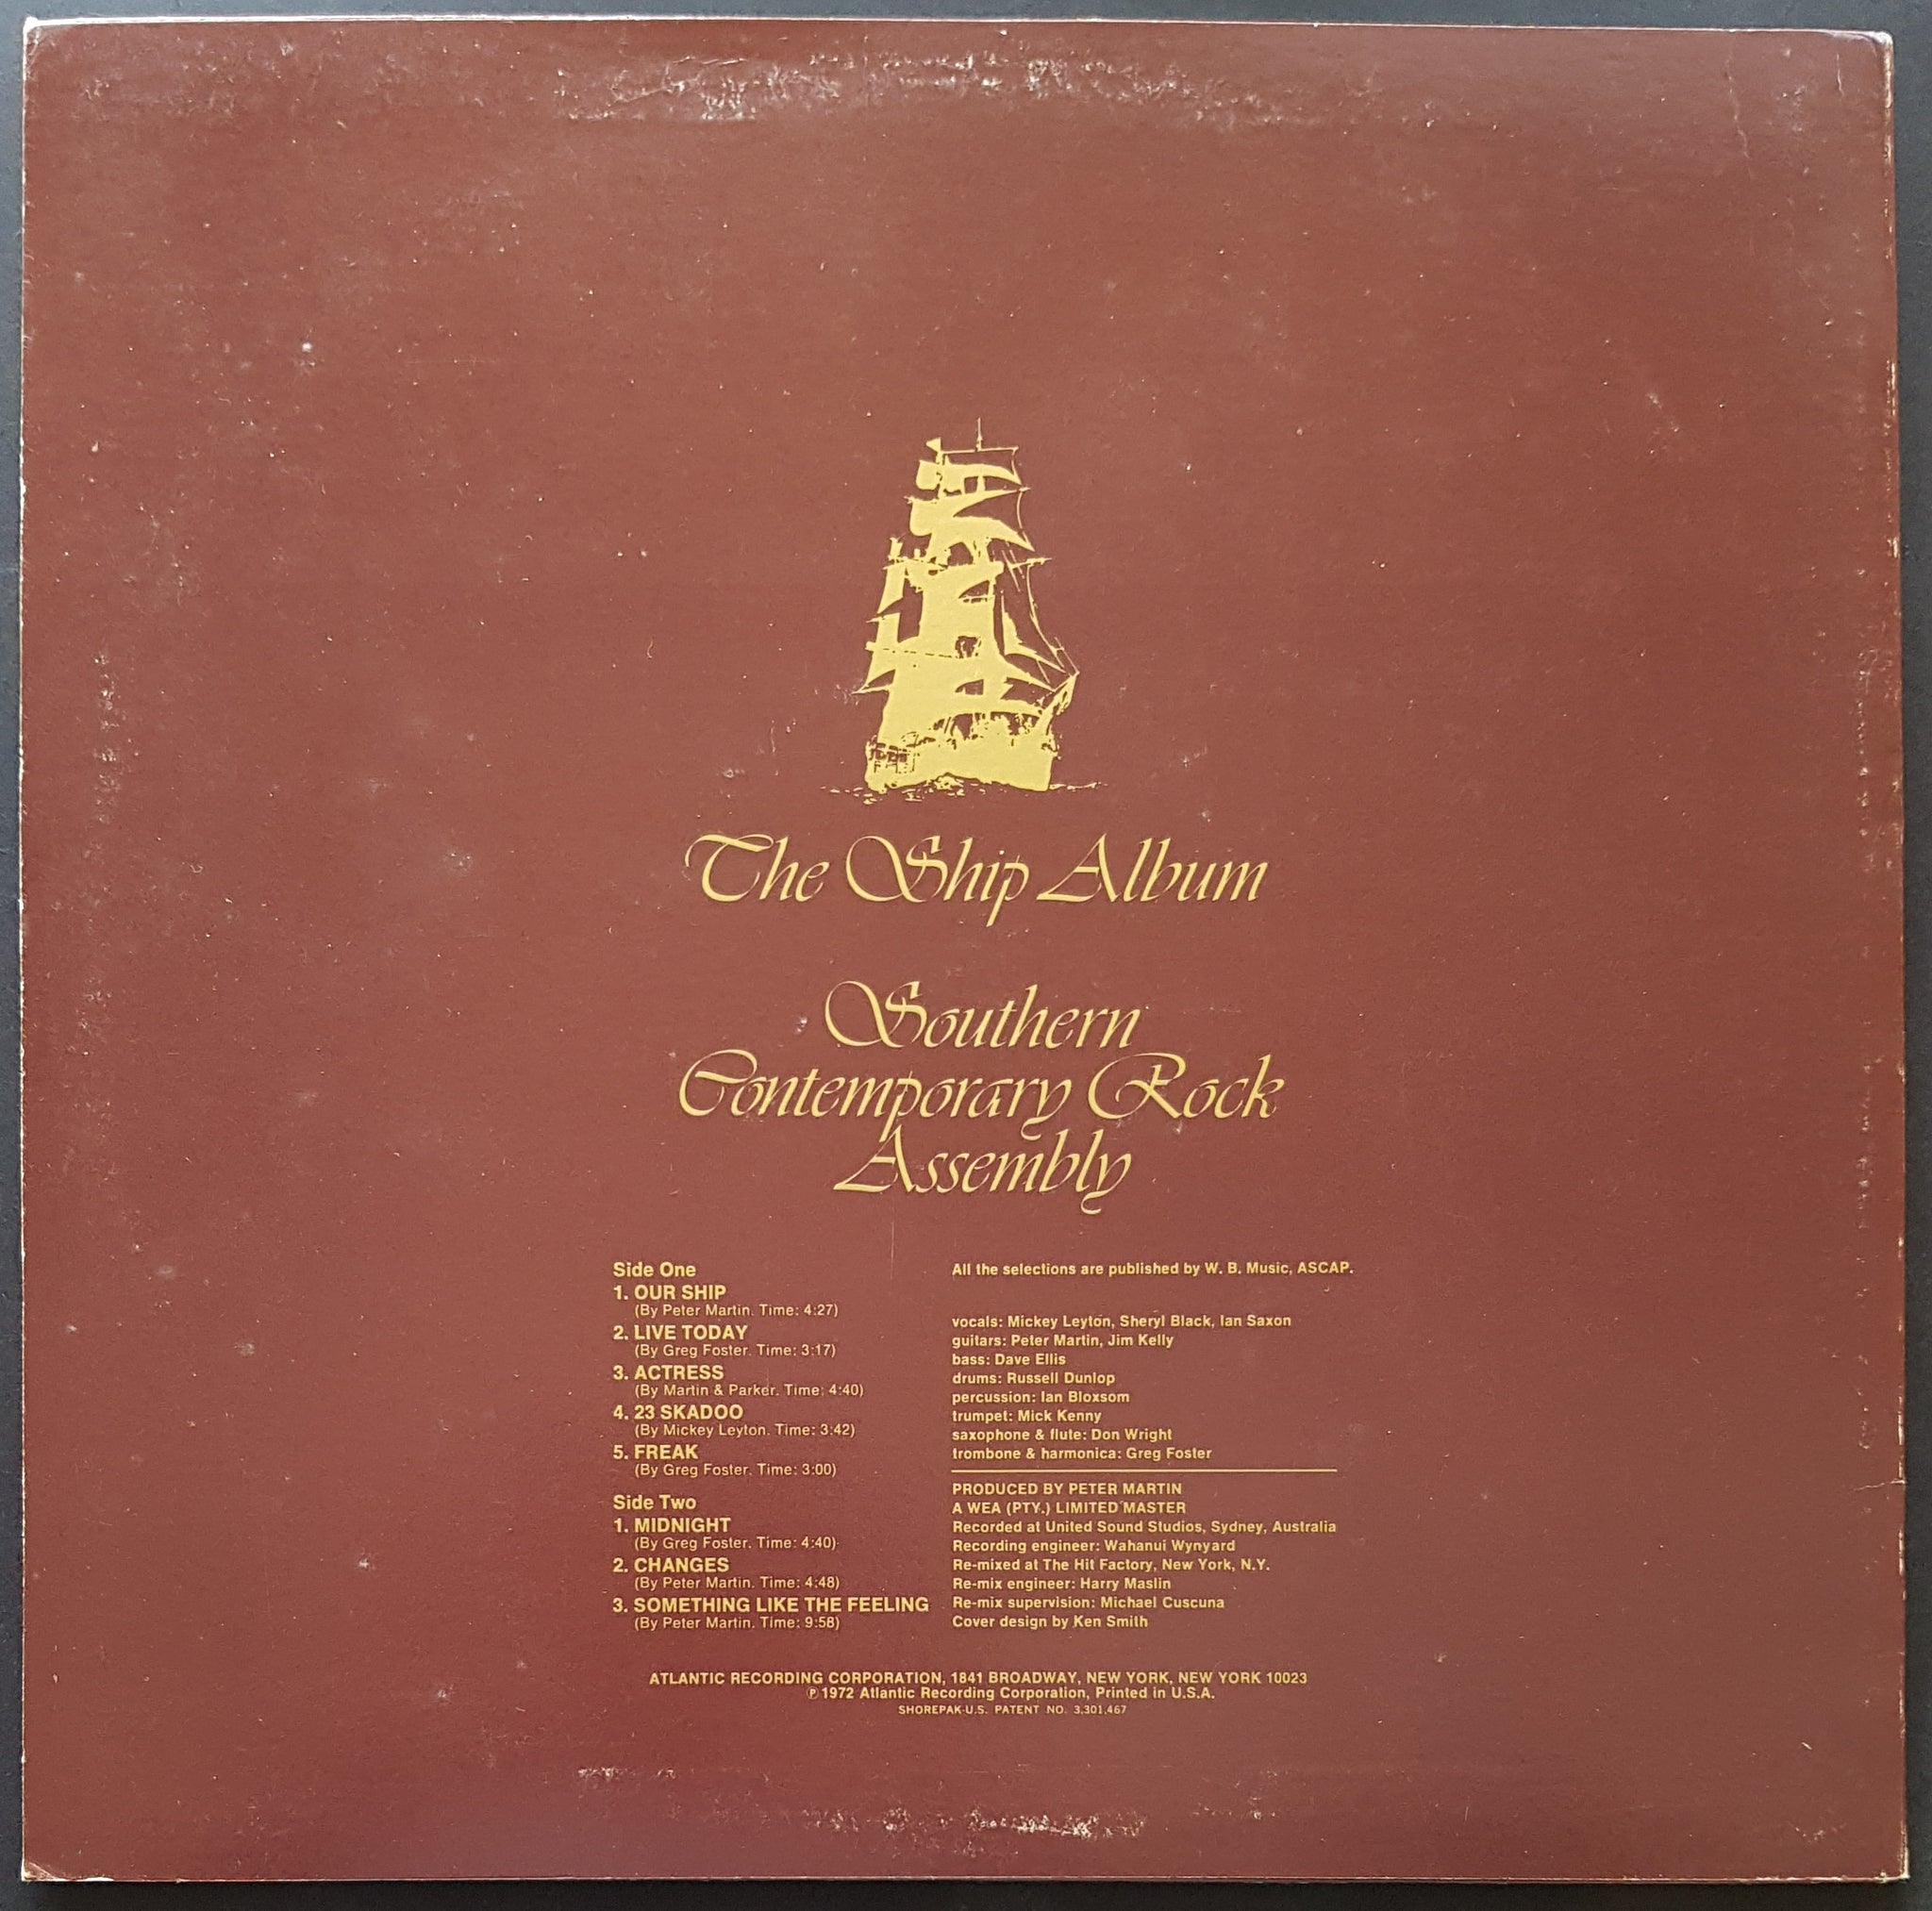 The Ship Album
Southern
Contemporary Rock
Assembly
Side One
1. OUR SHIP
(By Peter Martin. Time: 4:27)
2. LIVE TODAY
(By Greg Foster. Time: 3:17)
3. ACTRESS
(By Martin & Parker. Time: 4:40)
4. 23 SKADOO
(By Mickey Leyton. Time: 3:42)
5. FREAK
(By Greg Foster. Time: 3:00)
Side Two
1. MIDNIGHT
(By Greg Foster. Time: 4:40)
2. CHANGES
(By Peter Martin. Time: 4:48)
3. SOMETHING LIKE THE FEELING
(By Peter Martin. Time: 9:58)
All the selections are published by W. B. Music, ASCAP.
vocals: Mickey Leyton, Sheryl Black, Ian Saxon
guitars: Peter Martin, Jim Kelly
bass: Dave Ellis
drums: Russell Dunlop
percussion: Ian Bloxsom
trumpet: Mick Kenny
saxophone & flute: Don Wright
trombone & harmonica: Greg Foster
PRODUCED BY PETER MARTIN
A WEA (PTY.) LIMITED MASTER
Recorded at United Sound Studios, Sydney, Australia
Recording engineer: Wahanui Wynyard
Re-mixed at The Hit Factory, New York, N.Y.
Re-mix engineer: Harry Maslin
Re-mix supervision: Michael Cuscuna
Cover design by Ken Smith
ATLANTIC RECORDING CORPORATION, 1841 BROADWAY, NEW YORK, NEW YORK 10023
℗ 1972 Atlantic Recording Corporation, Printed in U.S.A.
SHOREPAK-U.S. PATENT NO. 3,301,467